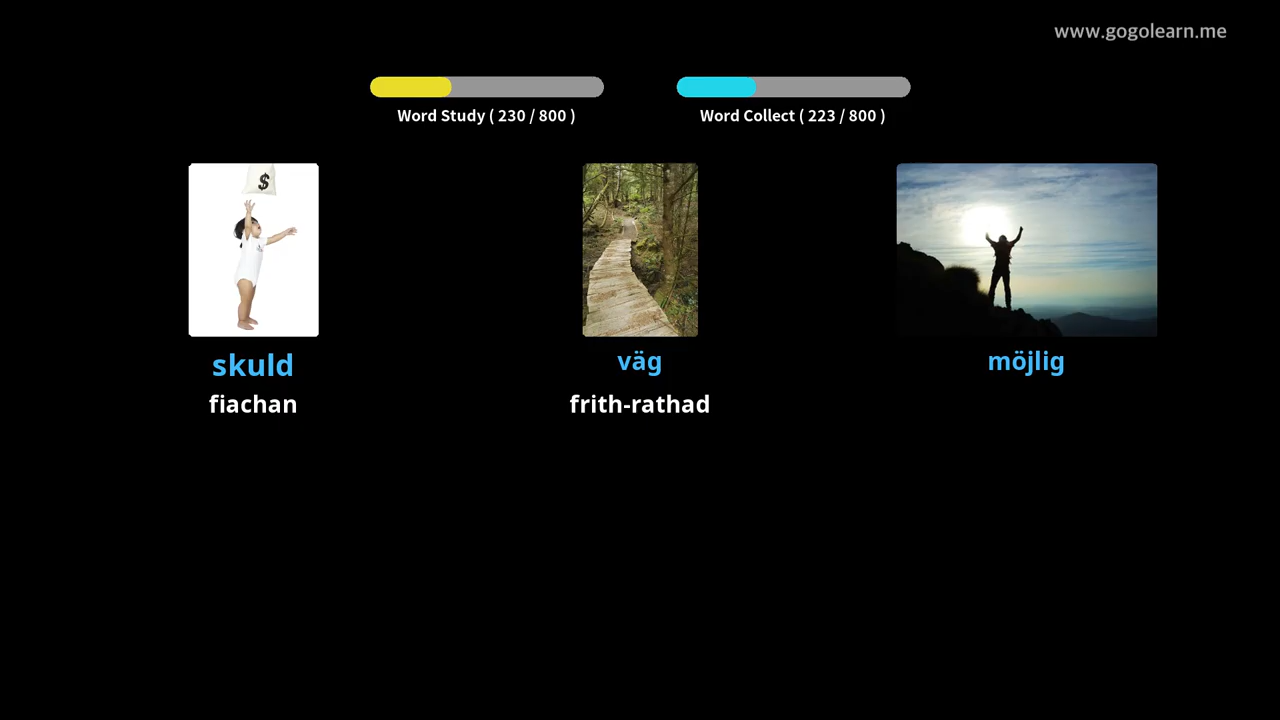 www.gogolearn.me
Word Study ( 230 / 800 )
Word Collect ( 223 / 800 )
$
skuld
väg
möjlig
fiachan
frith-rathad